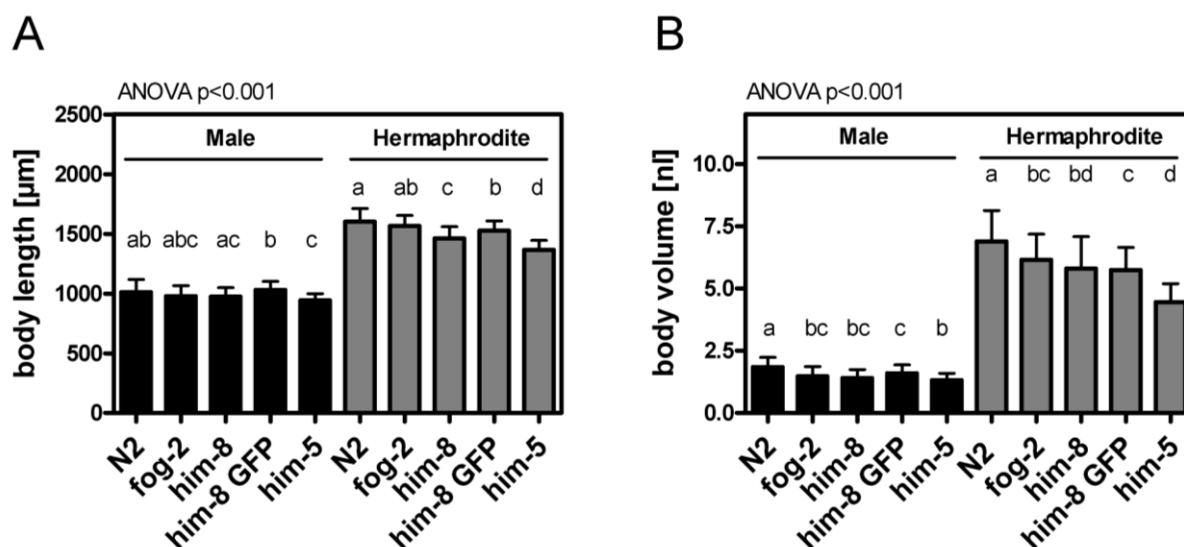 A
ANOVA p<0.001
body length [µm]
2500
2000
1500
1000
500
0
Male
Hermaphrodite
ab
abc
ac
b
c
a
ab
c
b
d
N2
fog-2
him-8
him-8 GFP
him-5
N2
fog-2
him-8
him-8 GFP
him-5
B
ANOVA p<0.001
body volume [nl]
10.0
7.5
5.0
2.5
0.0
Male
Hermaphrodite
a
bc
bc
c
b
a
bc
bd
c
d
N2
fog-2
him-8
him-8 GFP
him-5
N2
fog-2
him-8
him-8 GFP
him-5